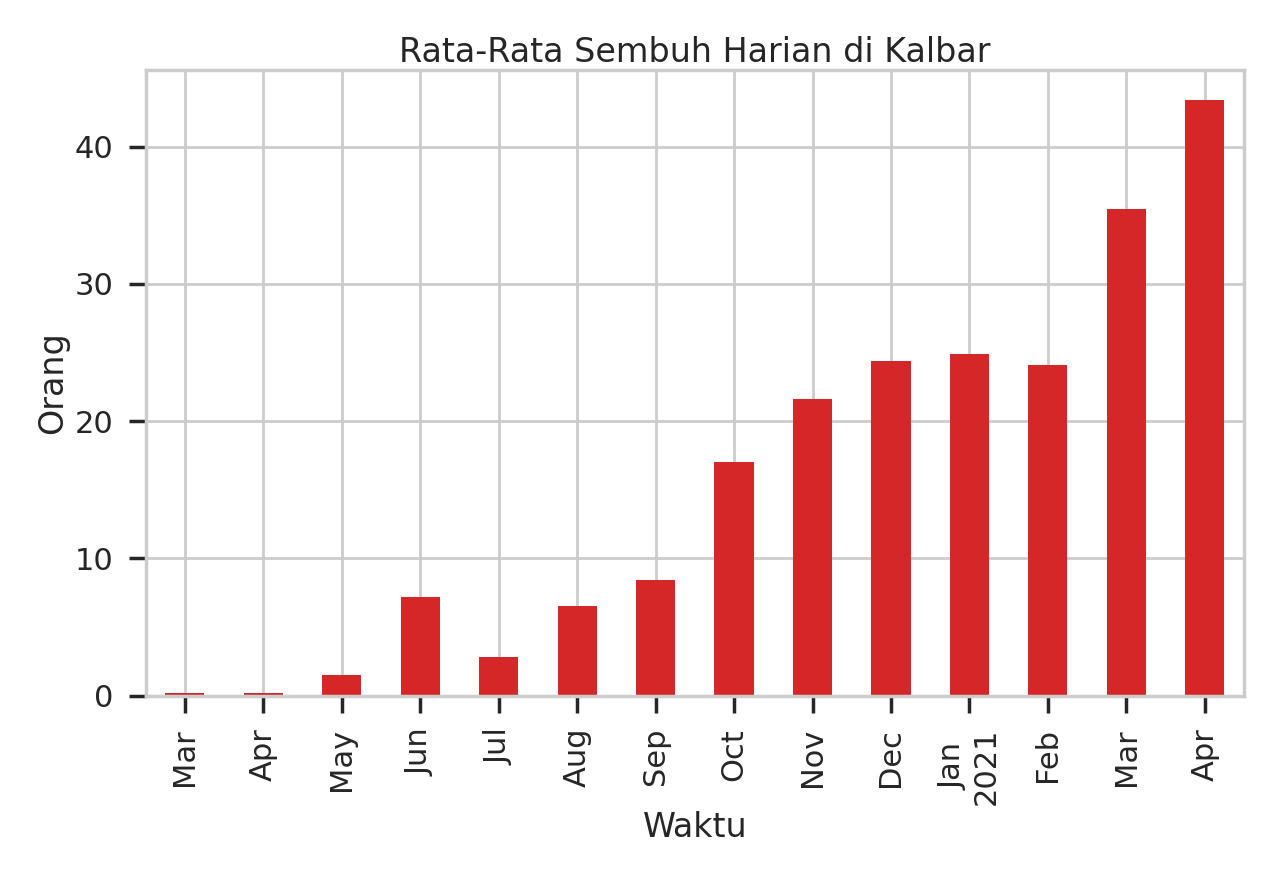 Rata-Rata Sembuh Harian di Kalbar
Orang
40
30
20
10
0
Mar
Apr
May
Jun
Jul
Aug
Sep
Oct
Nov
Dec
Jan
2021
Feb
Mar
Apr
Waktu